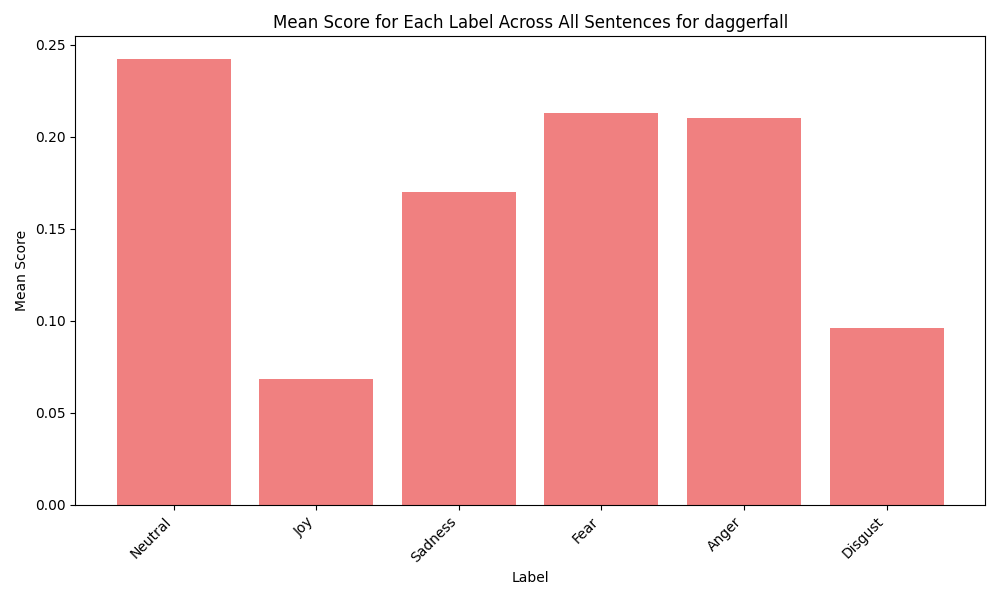 Mean Score for Each Label Across All Sentences for daggerfall
0.25
0.20
0.15
0.10
0.05
0.00
Mean Score
Neutral
Joy
Sadness
Fear
Anger
Disgust
Label